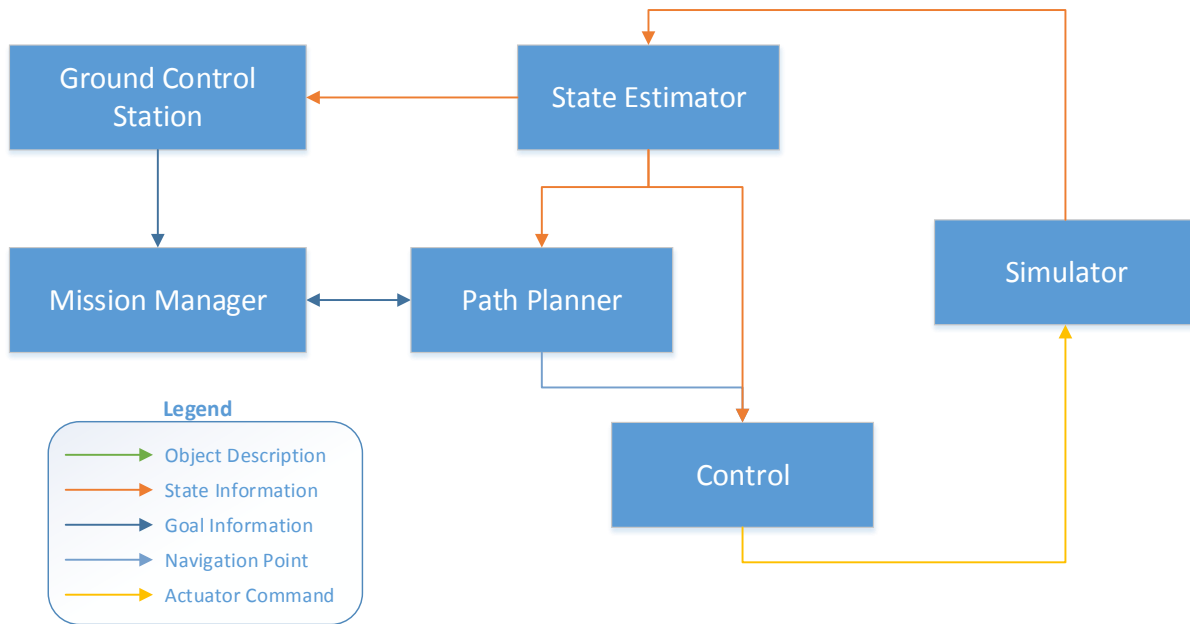 Ground Control
Station
State Estimator
Simulator
Mission Manager
Path Planner
Control
Legend
Object Description
State Information
Goal Information
Navigation Point
Actuator Command